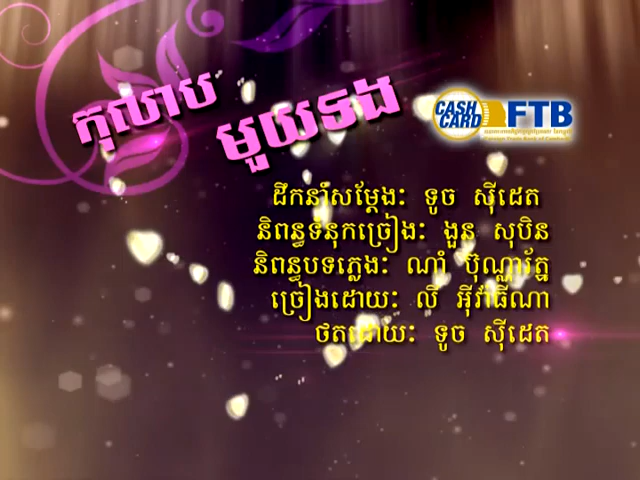 កុលាប
មួយទង
CASH CARD FTB
ដឹកនាំសម្ដែងៈ ទូច ស៊ីដេត
និពន្ធទំនុកច្រៀងៈ ងួន សុបិន
និពន្ធបទភ្លេងៈ ណាំ ប៊ុណ្ណារ័ត្ន
ច្រៀងដោយៈ លី អ៊ីវ៉ាធីណា
ថតដោយៈ ទូច ស៊ីដេត